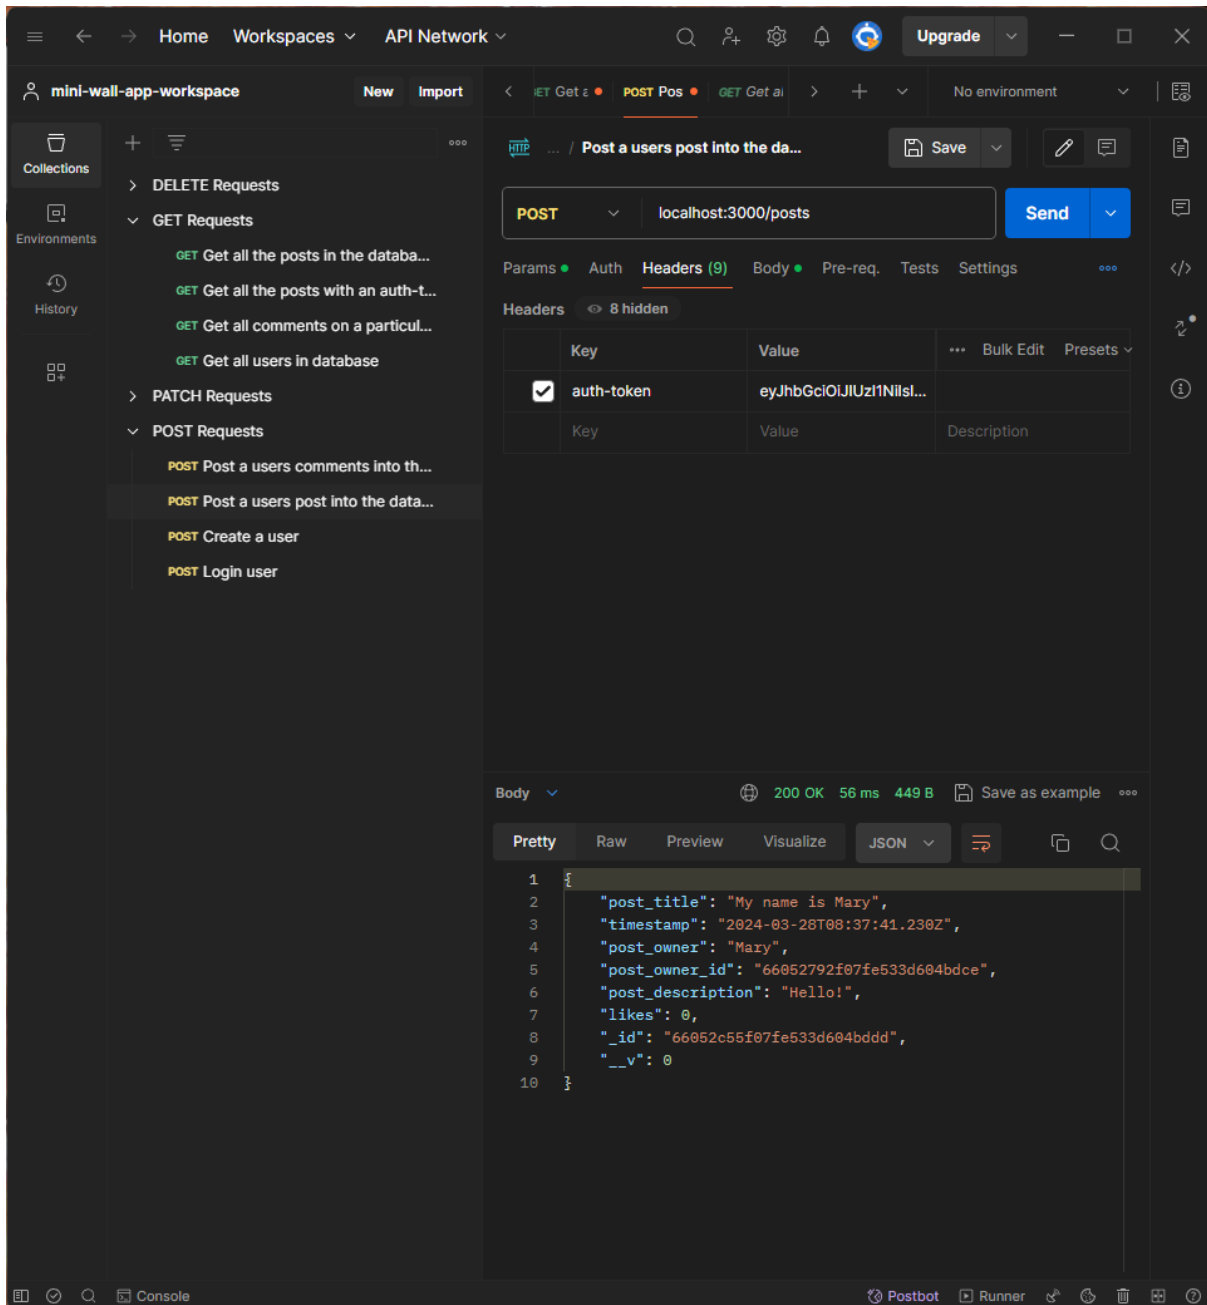 Home Workspaces API Network Upgrade
mini-wall-app-workspace New Import
GET Get a POST Pos GET Get al No environment
Collections
Environments
History
DELETE Requests
GET Requests
GET Get all the posts in the databa...
GET Get all the posts with an auth-t...
GET Get all comments on a particul...
GET Get all users in database
PATCH Requests
POST Requests
POST Post a users comments into th...
POST Post a users post into the data...
POST Create a user
POST Login user
HTTP ... / Post a users post into the da... Save
POST localhost:3000/posts Send
Params Auth Headers (9) Body Pre-req. Tests Settings
Headers 8 hidden
Key Value Bulk Edit Presets
auth-token eyJhbGciOiJIUzI1NiIsI...
Key Value Description
Body 200 OK 56 ms 449 B Save as example
Pretty Raw Preview Visualize JSON
1 {
2 "post_title": "My name is Mary",
3 "timestamp": "2024-03-28T08:37:41.230Z",
4 "post_owner": "Mary",
5 "post_owner_id": "66052792f07fe533d604bdce",
6 "post_description": "Hello!",
7 "likes": 0,
8 "_id": "66052c55f07fe533d604bddd",
9 "__v": 0
10 }
Console Postbot Runner